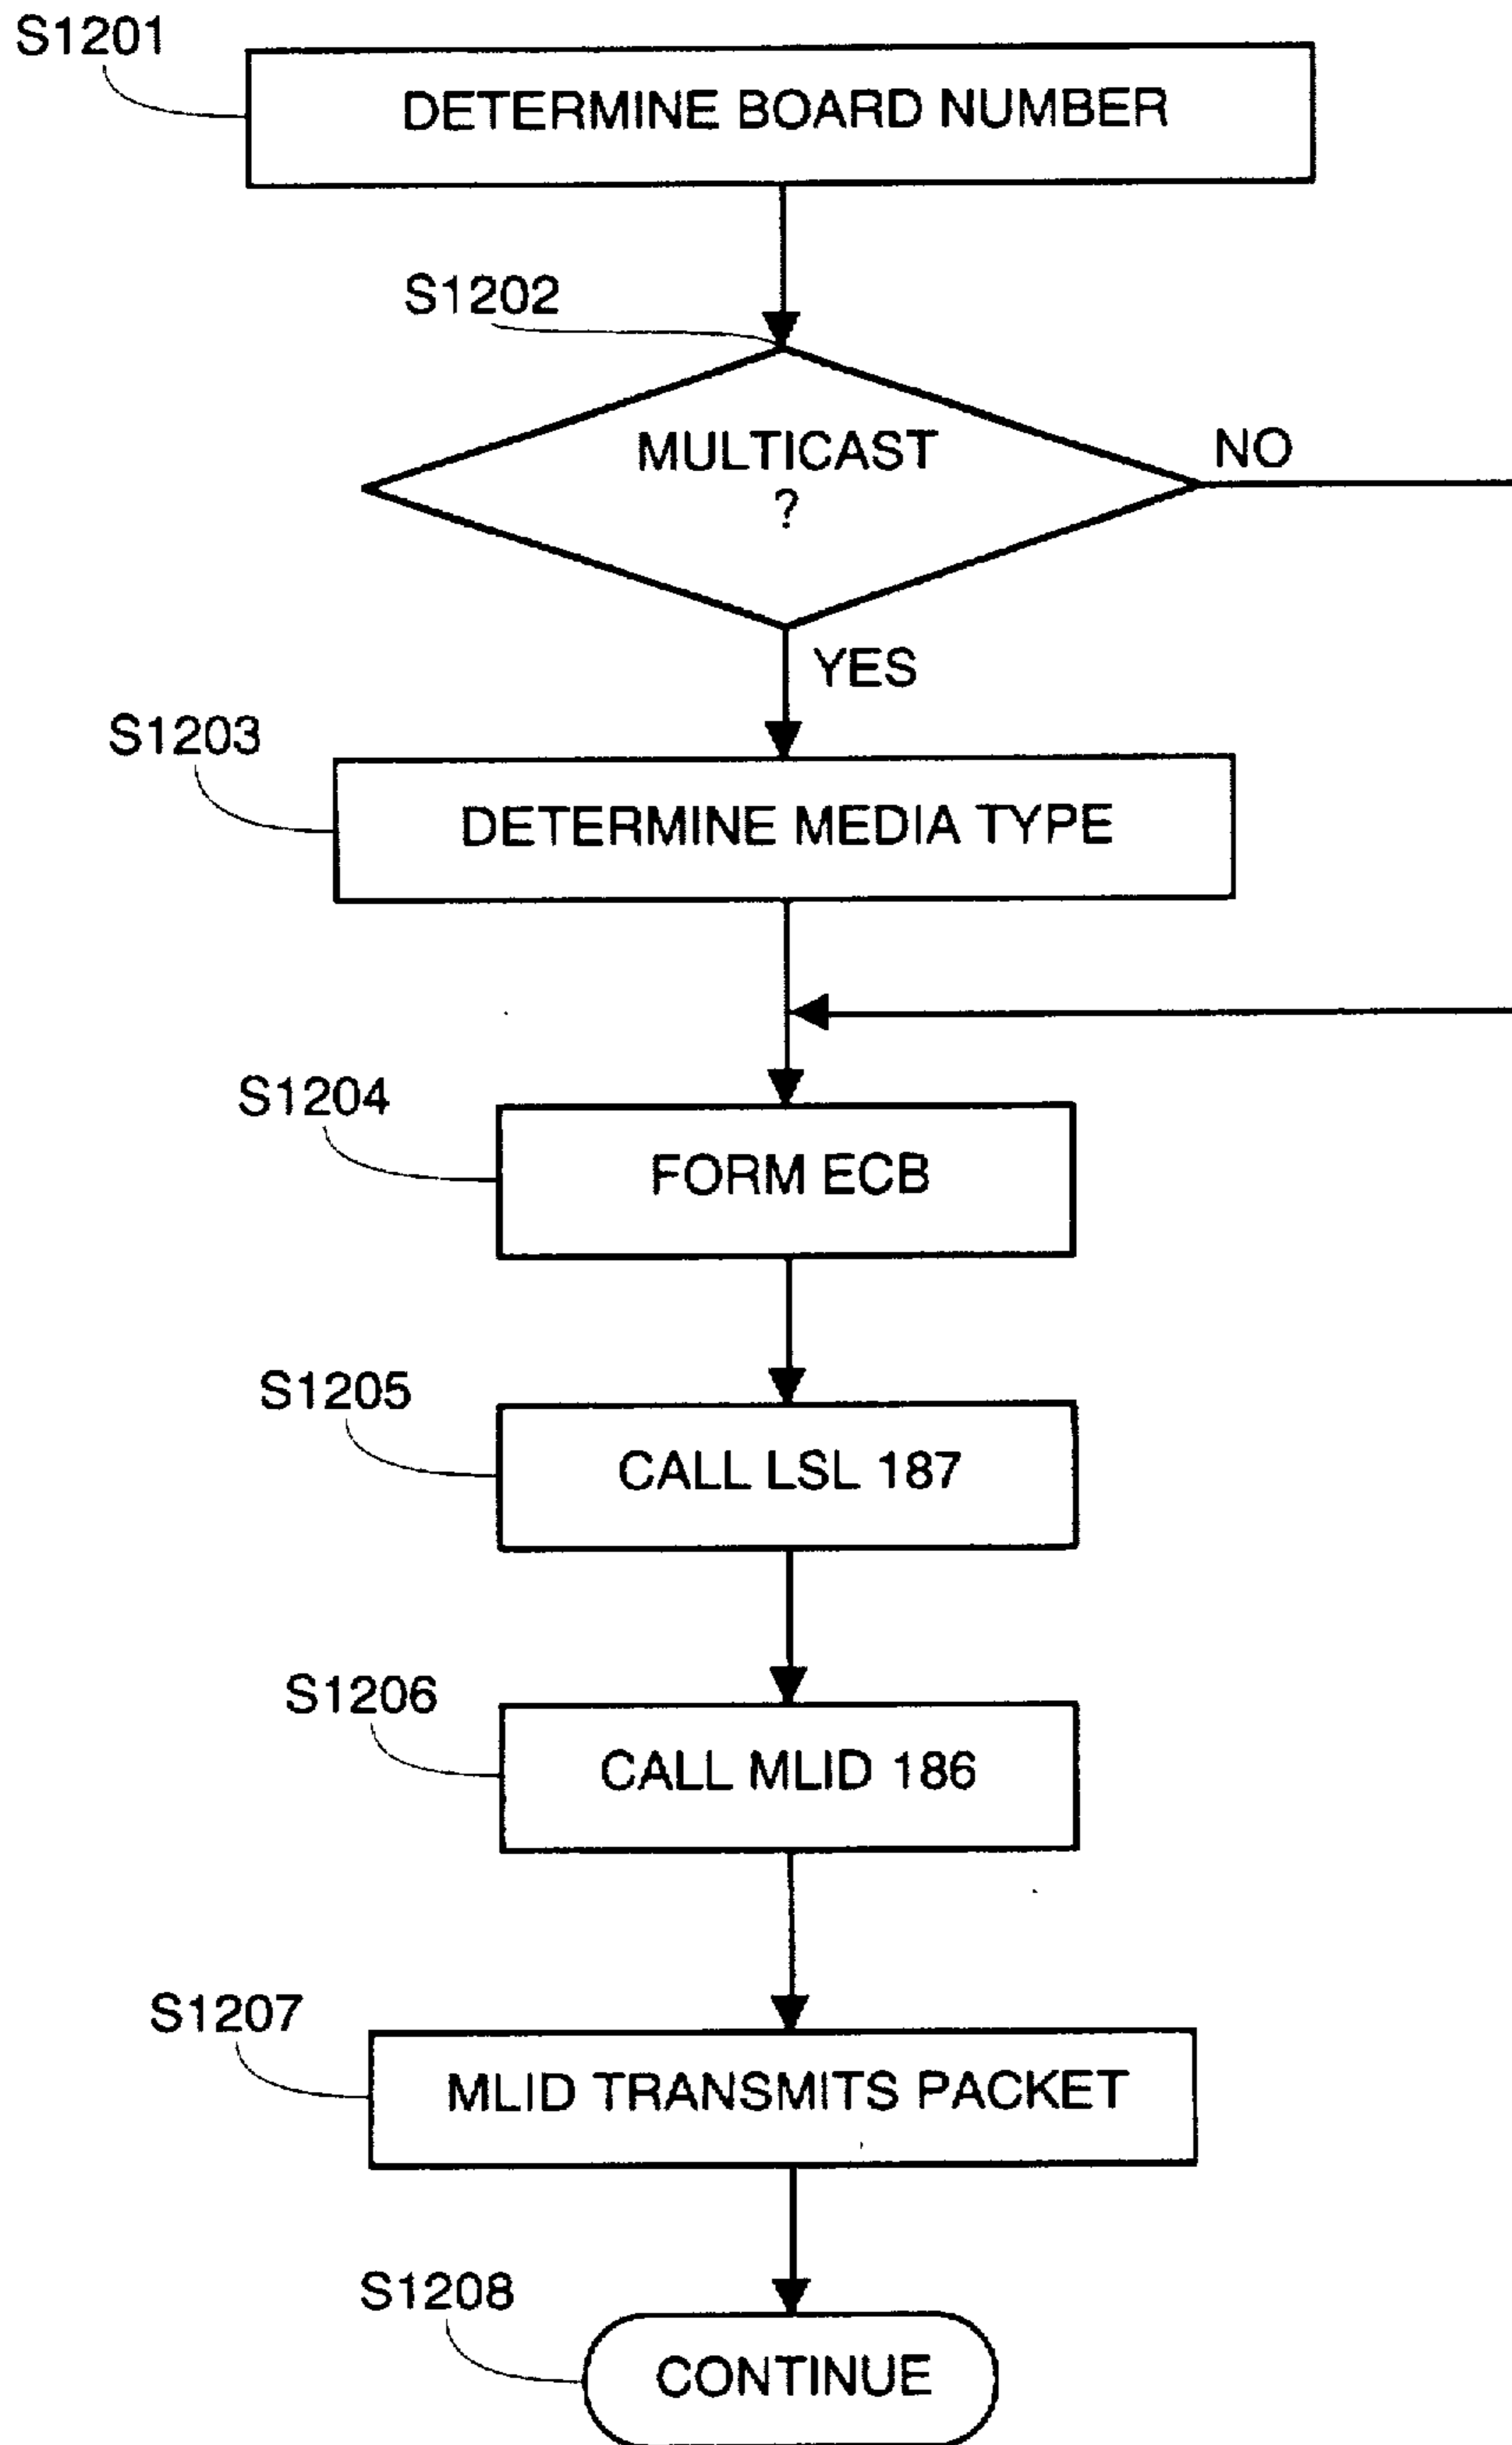 S1201
DETERMINE BOARD NUMBER
S1202
MULTICAST
?
NO
YES
S1203
DETERMINE MEDIA TYPE
S1204
FORM ECB
S1205
CALL LSL 187
S1206
CALL MLID 186
S1207
MLID TRANSMITS PACKET
S1208
CONTINUE